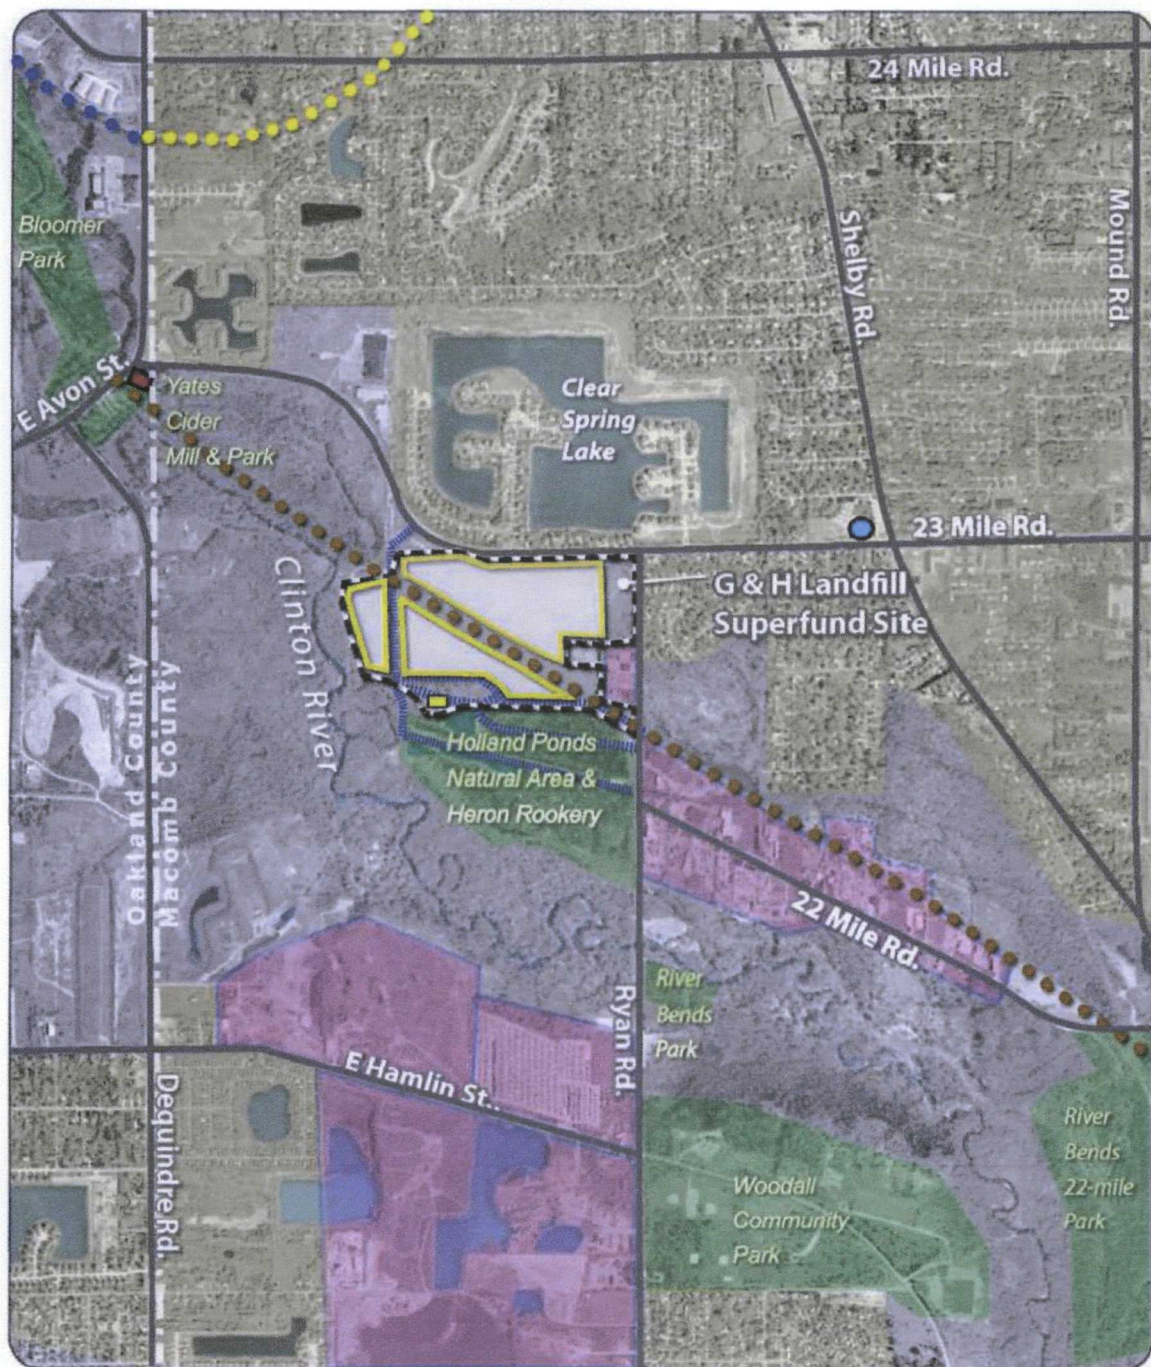 24 Mile Rd.
Bloomer
Park
Shelby Rd.
Mound Rd.
E Avon St.
Yates
Cider
Mill & Park
Clear
Spring
Lake
23 Mile Rd.
Clinton River
G & H Landfill
Superfund Site
Oakland County
Macomb County
Holland Ponds
Natural Area &
Heron Rookery
22 Mile Rd.
River
Bends
Park
Ryan Rd.
E Hamlin St..
Dequindre Rd.
River
Bends
22-mile
Park
Woodall
Community
Park